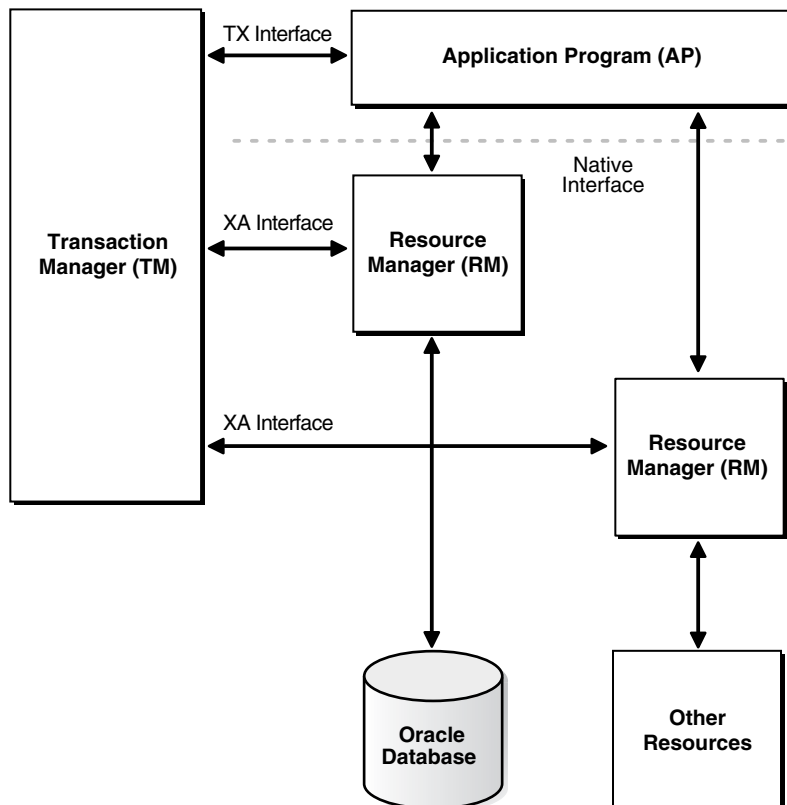 TX Interface
Application Program (AP)
Native
Interface
XA Interface
Transaction
Manager (TM)
Resource
Manager (RM)
XA Interface
Resource
Manager (RM)
Oracle
Database
Other
Resources